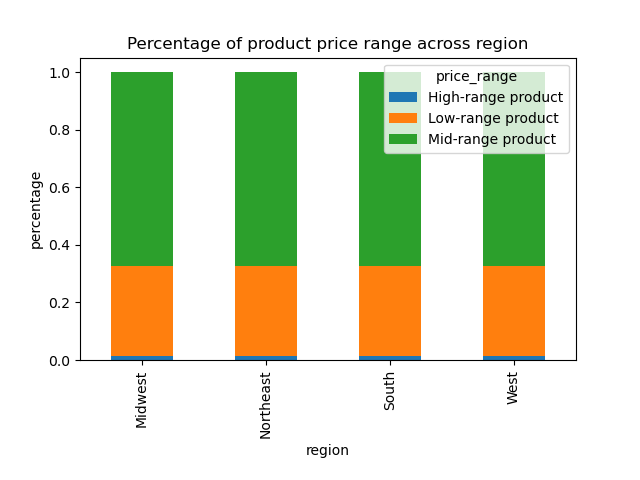 Percentage of product price range across region
price_range
High-range product
Low-range product
Mid-range product
percentage
1.0
0.8
0.6
0.4
0.2
0.0
Midwest
Northeast
South
West
region